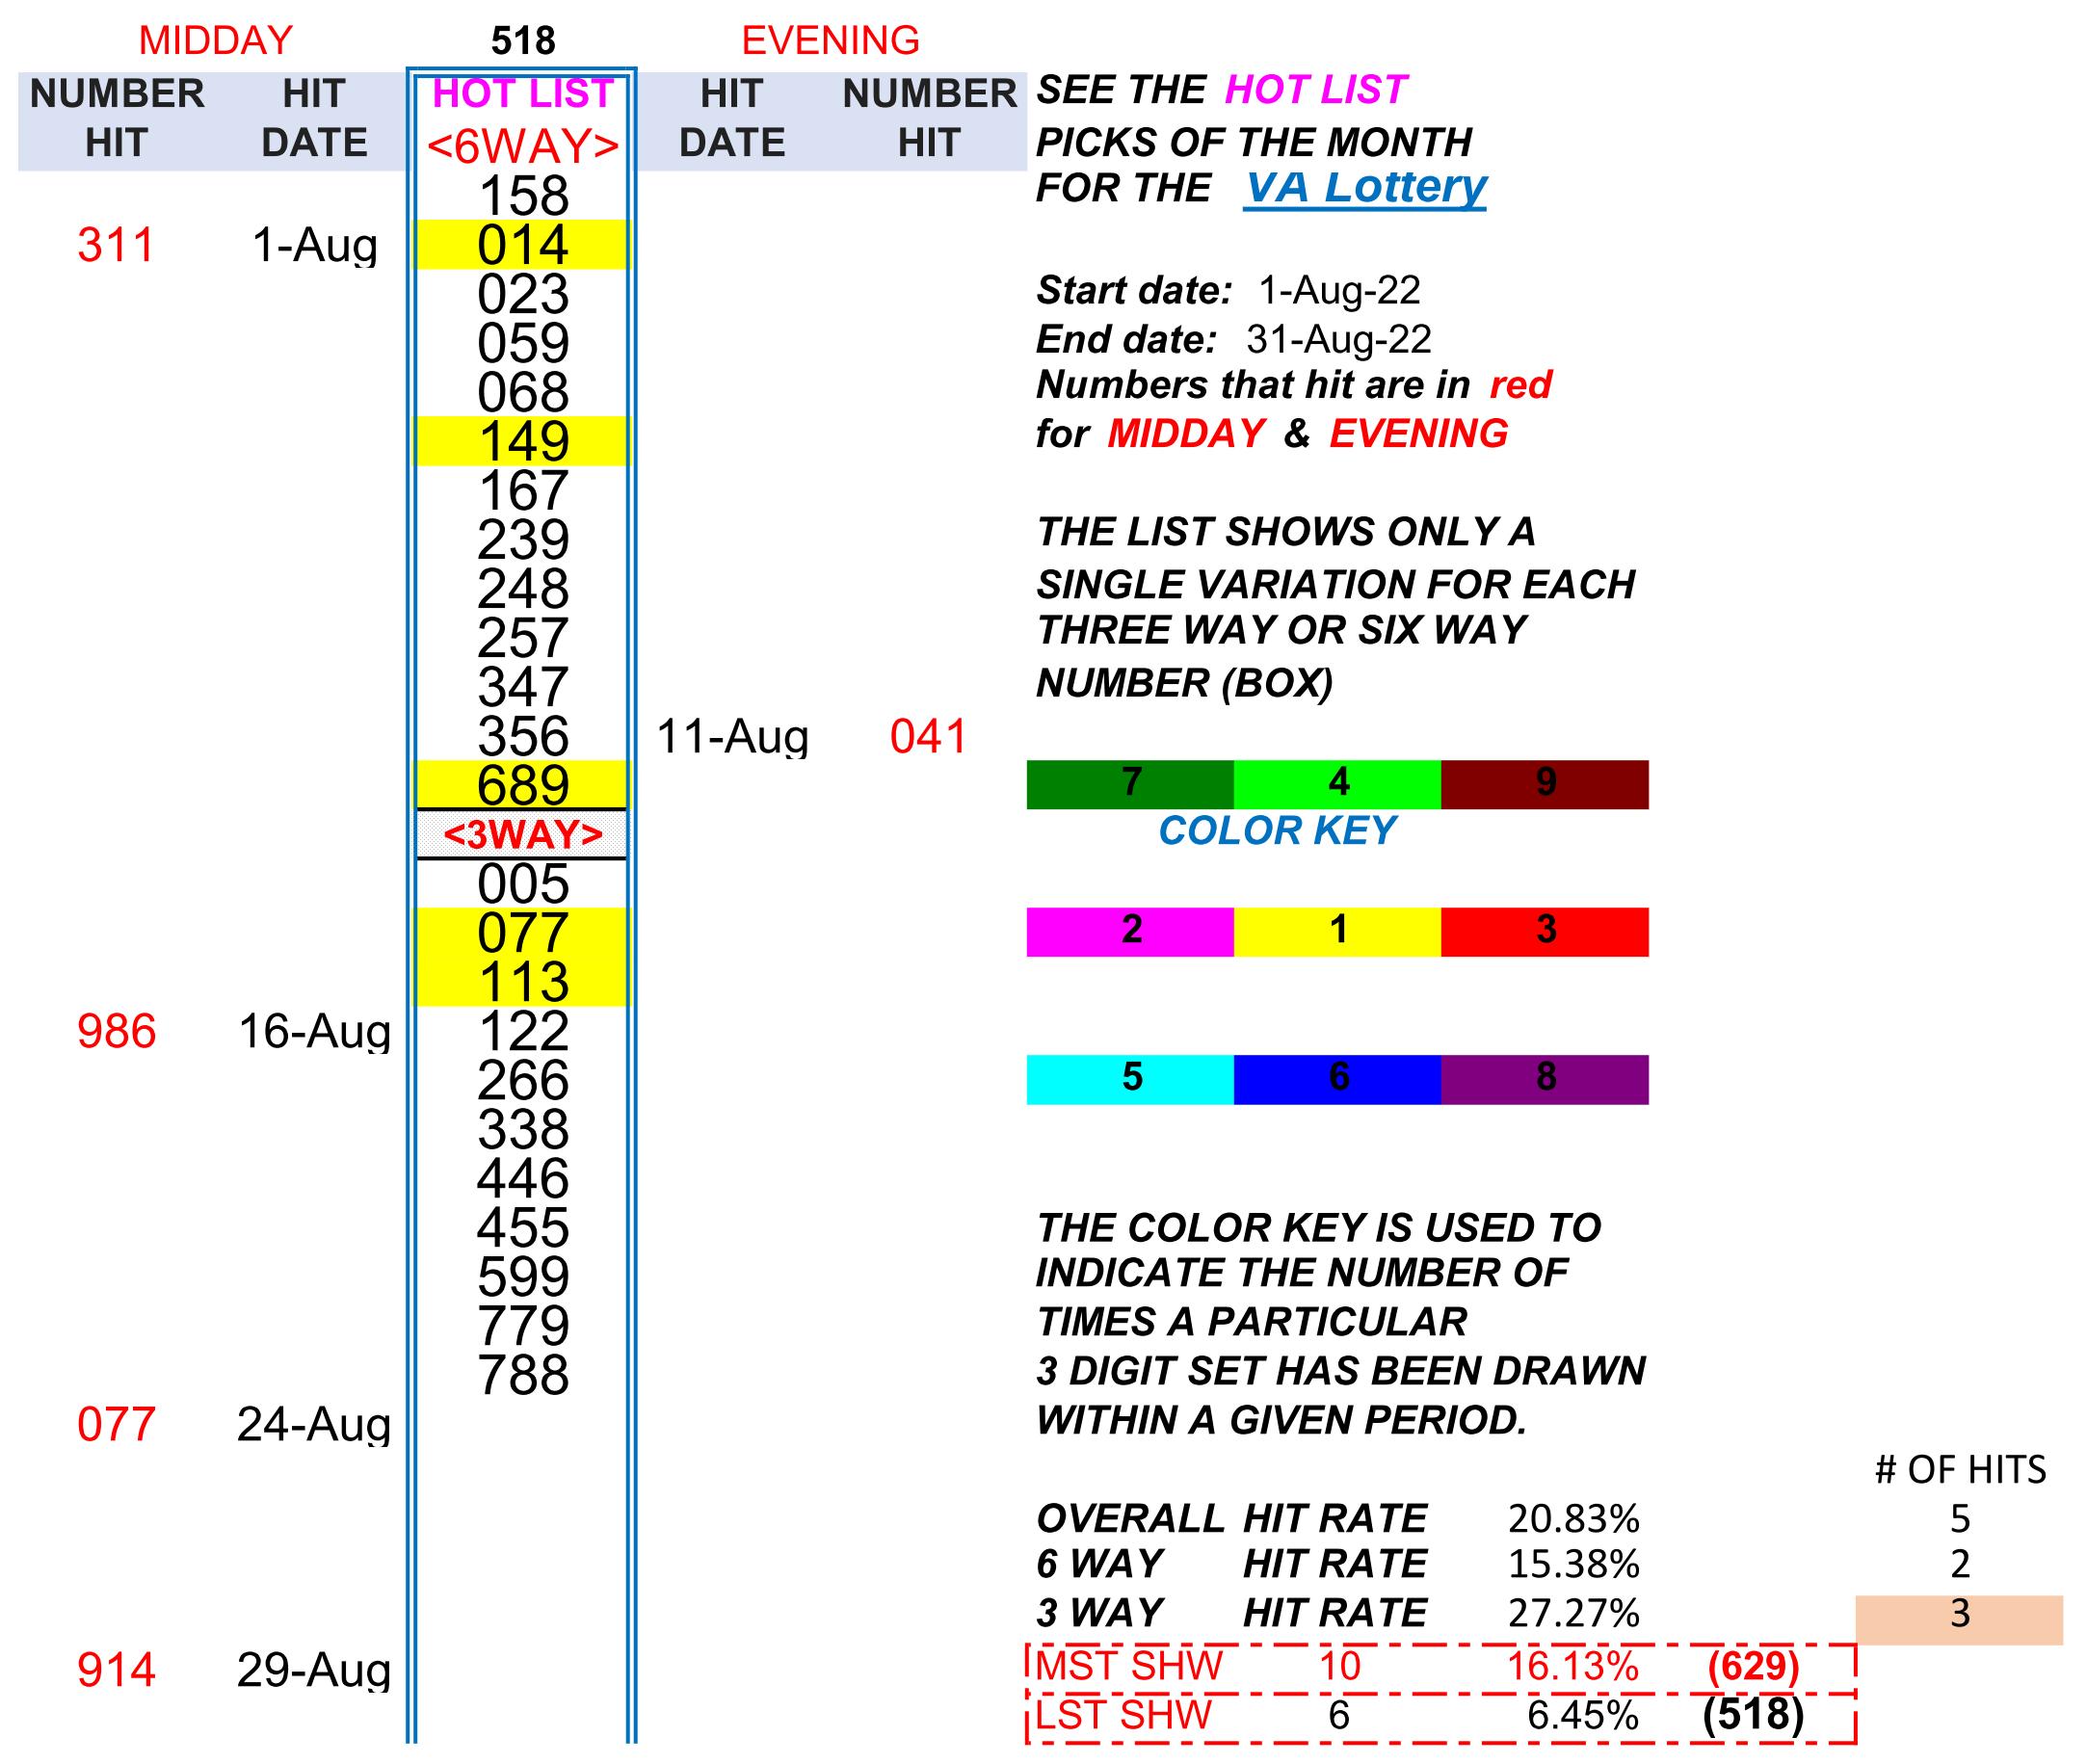 MIDDAY 518 EVENING
NUMBER HIT HOT LIST HIT NUMBER
HIT DATE <6WAY> DATE HIT
158
311 1-Aug 014
023
059
068
149
167
239
248
257
347
356 11-Aug 041
689
<3WAY>
005
077
113
986 16-Aug 122
266
338
446
455
599
779
788
077 24-Aug
914 29-Aug
SEE THE HOT LIST
PICKS OF THE MONTH
FOR THE VA Lottery
Start date: 1-Aug-22
End date: 31-Aug-22
Numbers that hit are in red
for MIDDAY & EVENING
THE LIST SHOWS ONLY A
SINGLE VARIATION FOR EACH
THREE WAY OR SIX WAY
NUMBER (BOX)
7 4 9
COLOR KEY
2 1 3
5 6 8
THE COLOR KEY IS USED TO
INDICATE THE NUMBER OF
TIMES A PARTICULAR
3 DIGIT SET HAS BEEN DRAWN
WITHIN A GIVEN PERIOD.
# OF HITS
OVERALL HIT RATE 20.83% 5
6 WAY HIT RATE 15.38% 2
3 WAY HIT RATE 27.27% 3
MST SHW 10 16.13% (629)
LST SHW 6 6.45% (518)